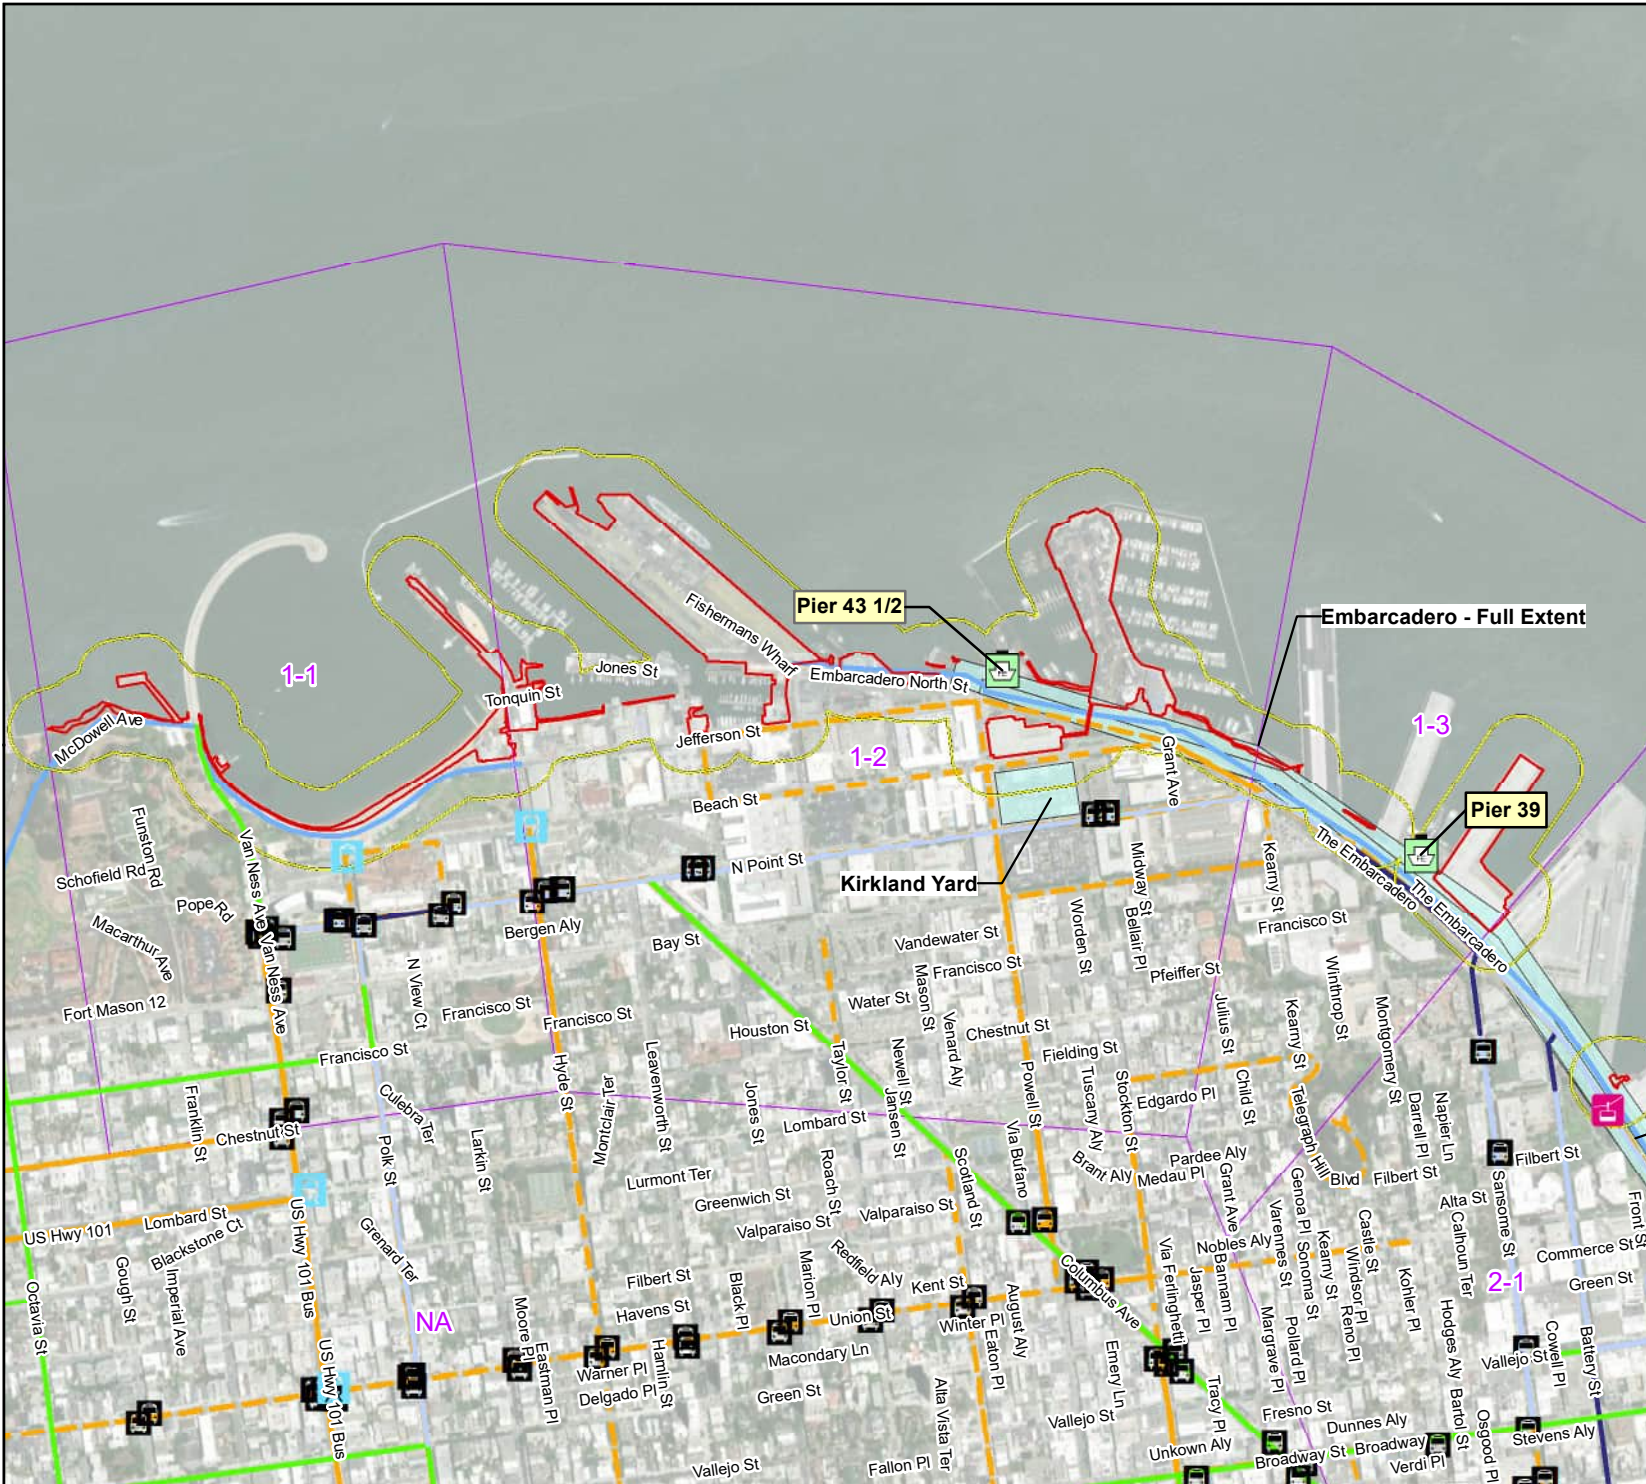 Pier 43 1/2
Embarcadero - Full Extent
Fishermans Wharf
Jones St
1-1
Embarcadero North St
Tonquin St
McDowell Ave
1-3
Jefferson St
1-2
Grant Ave
Beach St
Pier 39
Funston Rd
Van Ness Ave
N Point St
The Embarcadero
The Embarcadero
Schofield Rd
Kirkland Yard
Midway St
Kearny St
Pope Rd
Macarthur Ave
Van Ness Ave
Bergen Aly
Bay St
Vandewater St
Worden St
Bellair Pl
Francisco St
N View Ct
Mason St
Francisco St
Pfeiffer St
Winthrop St
Fort Mason 12
Francisco St
Francisco St
Water St
Houston St
Venard Aly
Chestnut St
Julius St
Kearny St
Montgomery St
Francisco St
Hyde St
Leavenworth St
Taylor St
Newell St
Fielding St
Franklin St
Culebra Ter
Montclair Ter
Jones St
Jansen St
Powell St
Tuscany Aly
Stockton St
Edgardo Pl
Child St
Telegraph Hill
Blvd
Darrell Pl
Napier Ln
Chestnut St
Polk St
Larkin St
Lombard St
Via Bufano
Brant Aly
Medau Pl
Pardee Aly
Filbert St
Filbert St
Lurmont Ter
Roach St
Scotland St
Grant Ave
Genoa Pl
Sansome St
Greenwich St
Valparaiso St
Valparaiso St
Alta St
Front St
US Hwy 101
Lombard St
Blackstone Ct
US Hwy 101 Bus
Grenard Ter
Varennes St
Sonoma St
Kearny St
Castle St
Windsor Pl
Calhoun Ter
Nobles Aly
Commerce St
Gough St
Imperial Ave
Octavia St
Filbert St
Marion Pl
Redfield Aly
Kent St
Columbus Ave
Via Ferlinghetti
Jasper Pl
Bannam Pl
Kohler Pl
2-1
Green St
NA
Moore Pl
Havens St
Black Pl
Union St
Winter Pl
August Aly
Reno Pl
Eastman Pl
Warner Pl
Hamlin St
Macondary Ln
Eaton Pl
Emery Ln
Margrave Pl
Pollard Pl
Hodges Aly
Cowell Pl
Battery St
Vallejo St
US Hwy 101 Bus
Delgado Pl
Green St
Alta Vista Ter
Vallejo St
Tracy Pl
Fresno St
Dunnes Aly
Bartol St
Osgood Pl
Stevens Aly
Unkown Aly
Broadway St
Broadway
Verdi Pl
Vallejo St
Fallon Pl